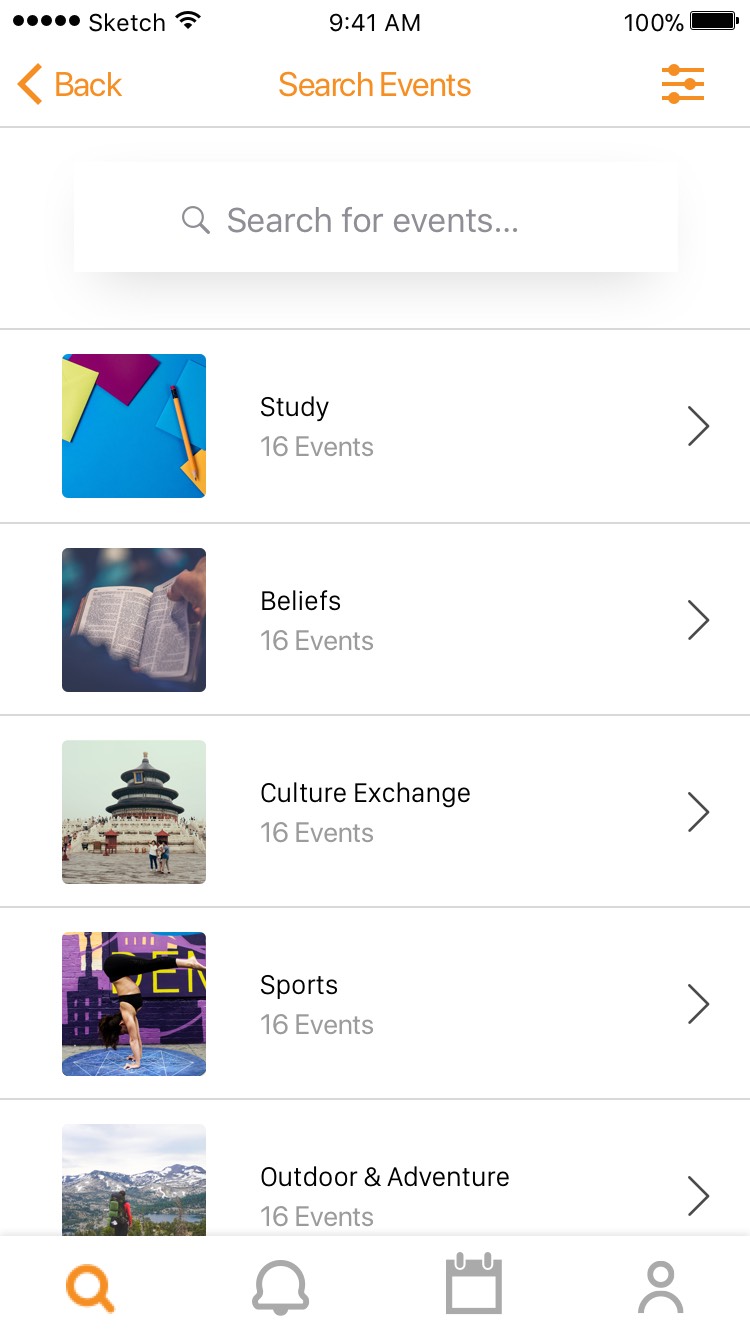 Sketch 9:41 AM 100%
Back Search Events
Search for events...
Study
16 Events
Beliefs
16 Events
Culture Exchange
16 Events
DEN
Sports
16 Events
Outdoor & Adventure
16 Events